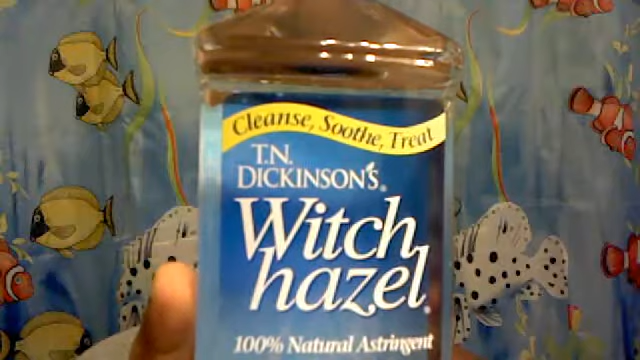 Cleanse, Soothe, Treat
T.N.
DICKINSON'S®
Witch
hazel®
100% Natural Astringent